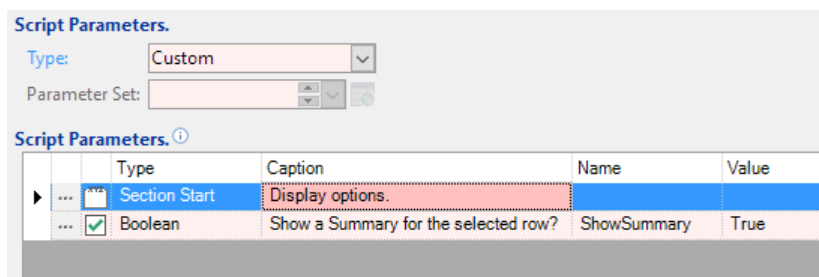 Script Parameters.
Type: Custom
Parameter Set:
Script Parameters.
Type Caption Name Value
... XYZ Section Start Display options.
... Boolean Show a Summary for the selected row? ShowSummary True